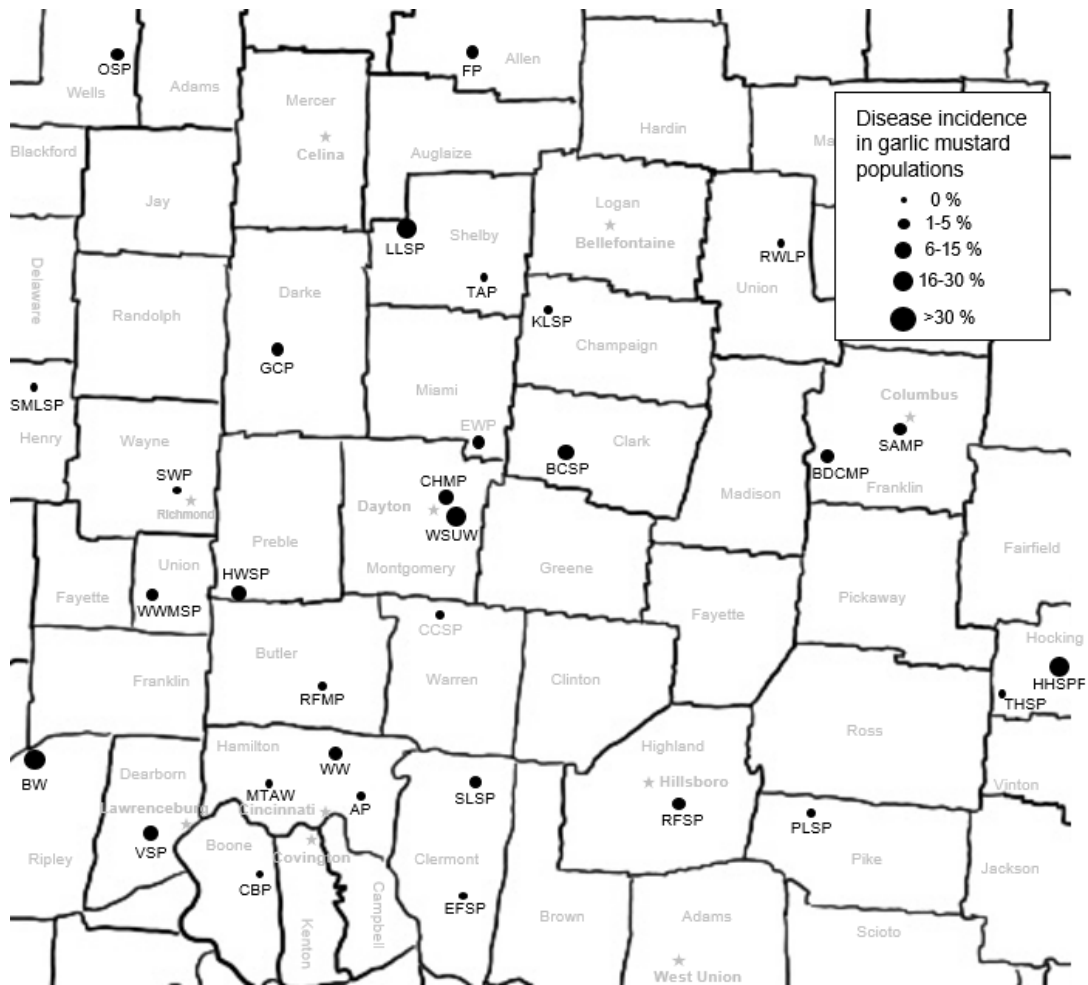 OSP
FP
Allen
Wells
Adams
Mercer
Celina
Hardin
Ma
Disease incidence
in garlic mustard
populations
0 %
1-5 %
6-15 %
16-30 %
>30 %
Blackford
Auglaize
Jay
Logan
Bellefontaine
LLSP
Shelby
RWLP
Delaware
TAP
Union
Darke
Randolph
KLSP
Champaign
GCP
Miami
SMLSP
Columbus
EWP
SAMP
Henry
Wayne
Clark
BDCMP
SWP
BCSP
CHMP
Franklin
Richmond
Dayton
Madison
WSUW
Preble
Fairfield
Union
HWSP
Montgomery
Greene
Fayette
WWMSP
Pickaway
CCSP
Fayette
Hocking
Butler
Franklin
RFMP
Warren
Clinton
HHSPF
THSP
Ross
Hamilton
WW
Highland
Dearborn
BW
MTAW
SLSP
Hillsboro
Vinton
Lawrenceburg
Cincinnati
AP
RFSP
PLSP
VSP
Boone
Covington
Clermont
Ripley
Pike
Jackson
CBP
EFSP
Campbell
Kenton
Brown
Adams
Scioto
West Union